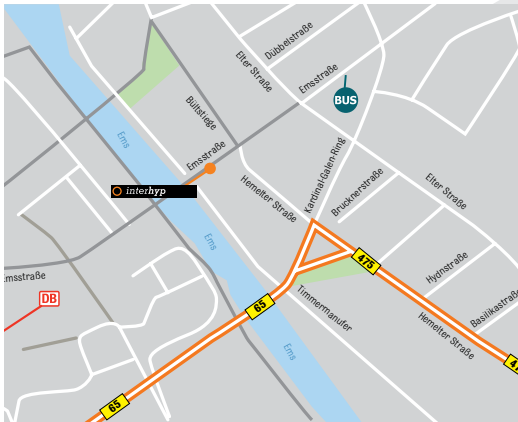 Dübbelstraße
Elter Straße
Emsstraße
BUS
Bültstiege
Ems
Emsstraße
Kardinal-Galen-Ring
interhyp
Hemelter Straße
Brucknerstraße
Elter Straße
Ems
475
emsstraße
Hydnstraße
DB
65
Timmermanufer
Basilikastraße
Hemelter Straße
Ems
47
65